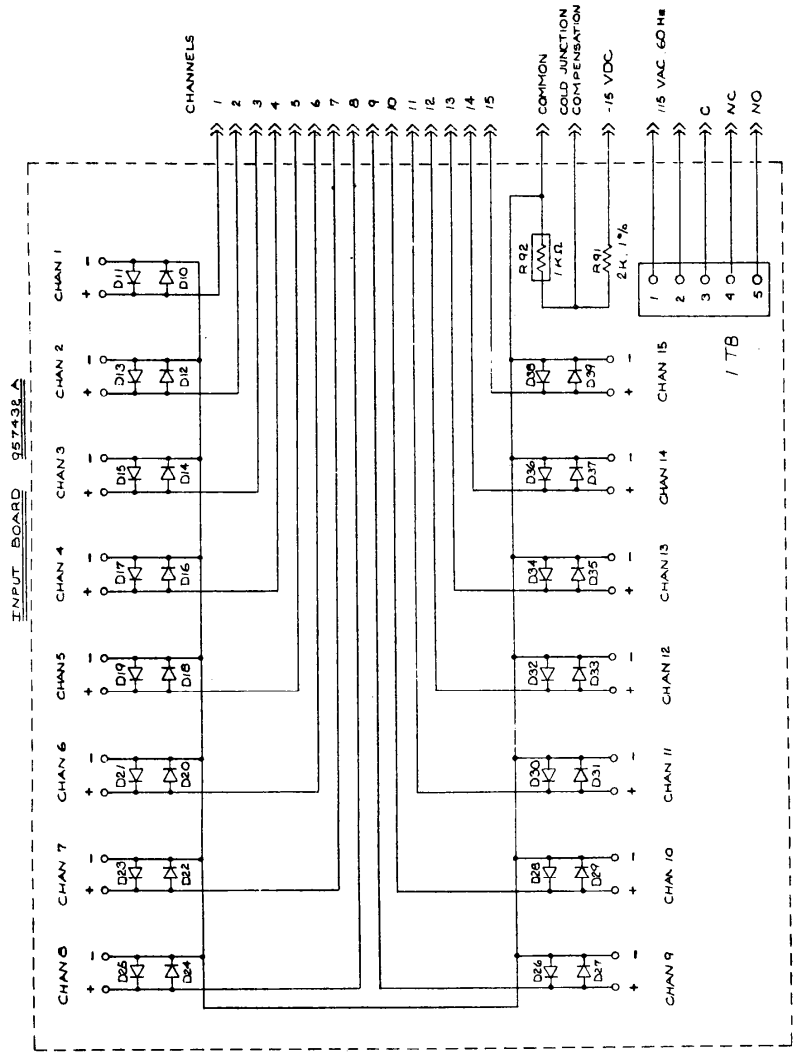 INPUT BOARD 957432 A
CHAN 8
CHAN 7
CHAN 6
CHAN 5
CHAN 4
CHAN 3
CHAN 2
CHAN 1
CHANNELS
+ -
+ -
+ -
+ -
+ -
+ -
+ -
+ -
D25
D24
D23
D22
D21
D20
D19
D18
D17
D16
D15
D14
D13
D12
D11
D10
1
2
3
4
5
6
7
8
9
10
11
12
13
14
15
COMMON
COLD JUNCTION
COMPENSATION
-15 VDC
115 VAC 60 Hz
C
NC
NO
R92
1KΩ
R91
2K. 1%
D26
D27
D28
D29
D30
D31
D32
D33
D34
D35
D36
D37
D38
D39
+ -
+ -
+ -
+ -
+ -
+ -
+ -
CHAN 9
CHAN 10
CHAN 11
CHAN 12
CHAN 13
CHAN 14
CHAN 15
1
2
3
4
5
1 TB